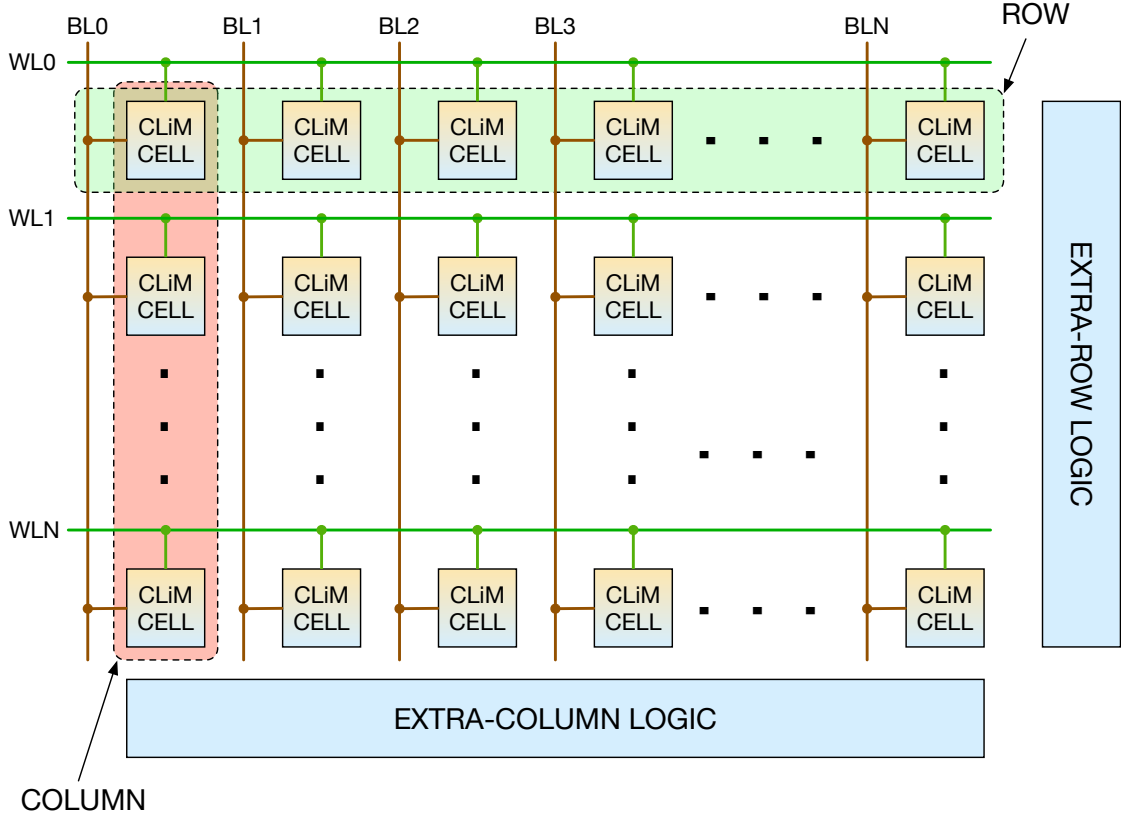 ROW
BL0 BL1 BL2 BL3 BLN
WL0
CLiM CLiM CLiM CLiM CLiM
CELL CELL CELL CELL CELL
WL1
CLiM CLiM CLiM CLiM CLiM
CELL CELL CELL CELL CELL
EXTRA-ROW LOGIC
WLN
CLiM CLiM CLiM CLiM CLiM
CELL CELL CELL CELL CELL
EXTRA-COLUMN LOGIC
COLUMN